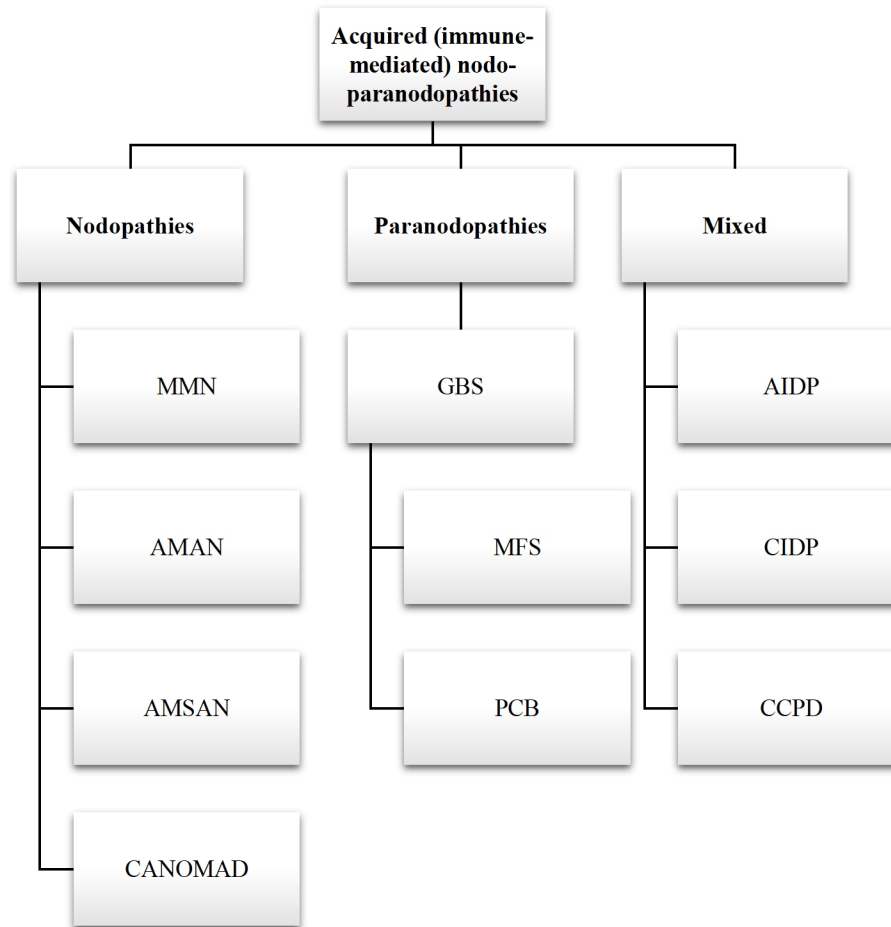 Acquired (immune-
mediated) nodo-
paranodopathies
Nodopathies
Paranodopathies
Mixed
MMN
GBS
AIDP
AMAN
MFS
CIDP
AMSAN
PCB
CCPD
CANOMAD